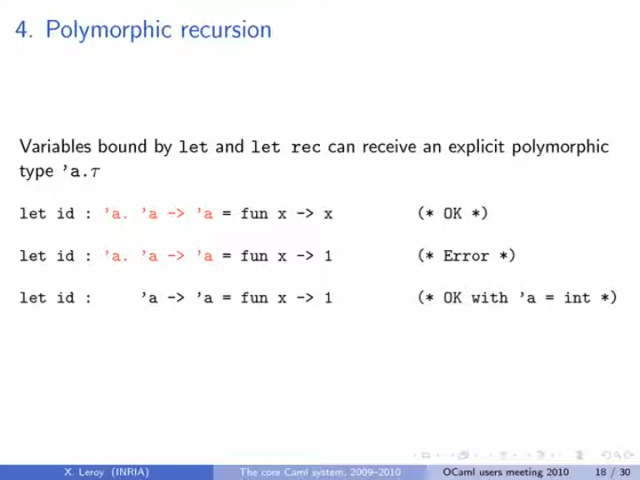 4. Polymorphic recursion
Variables bound by let and let rec can receive an explicit polymorphic
type 'a.τ
let id : 'a. 'a -> 'a = fun x -> x (* OK *)
let id : 'a. 'a -> 'a = fun x -> 1 (* Error *)
let id : 'a -> 'a = fun x -> 1 (* OK with 'a = int *)
X. Leroy (INRIA) The core Caml system, 2009–2010 OCaml users meeting 2010 18 / 30